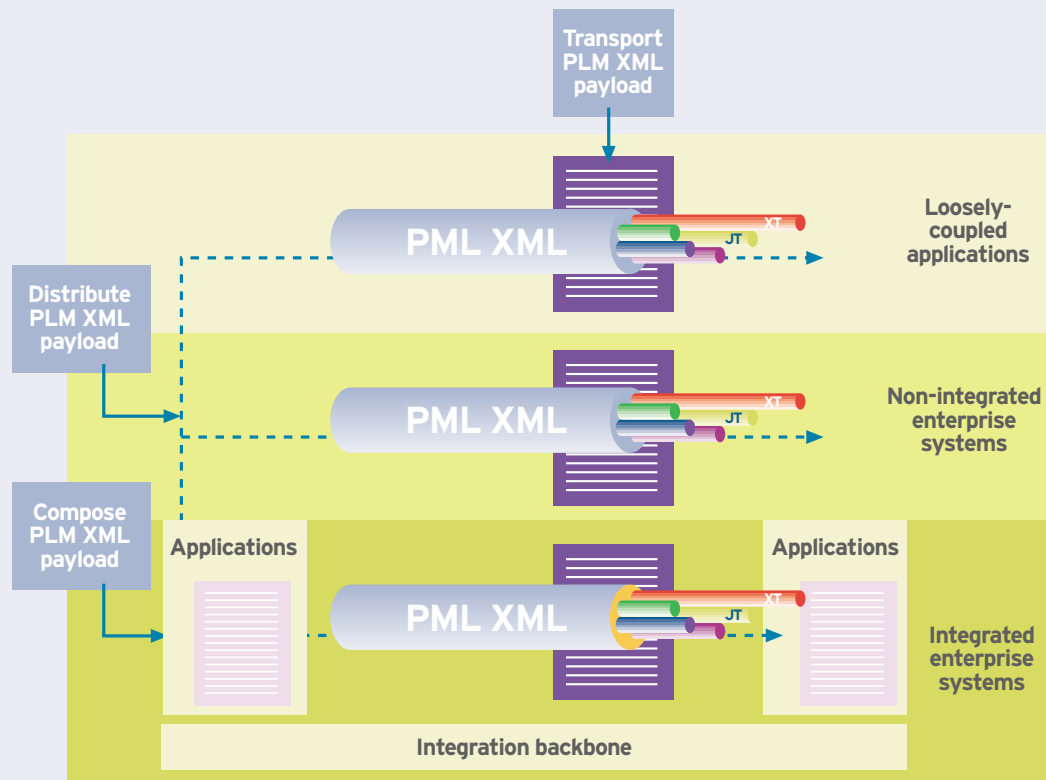 Transport
PLM XML
payload
PML XML
XT
JT
Loosely-
coupled
applications
Distribute
PLM XML
payload
PML XML
XT
JT
Non-integrated
enterprise
systems
Compose
PLM XML
payload
Applications
PML XML
XT
JT
Applications
Integrated
enterprise
systems
Integration backbone